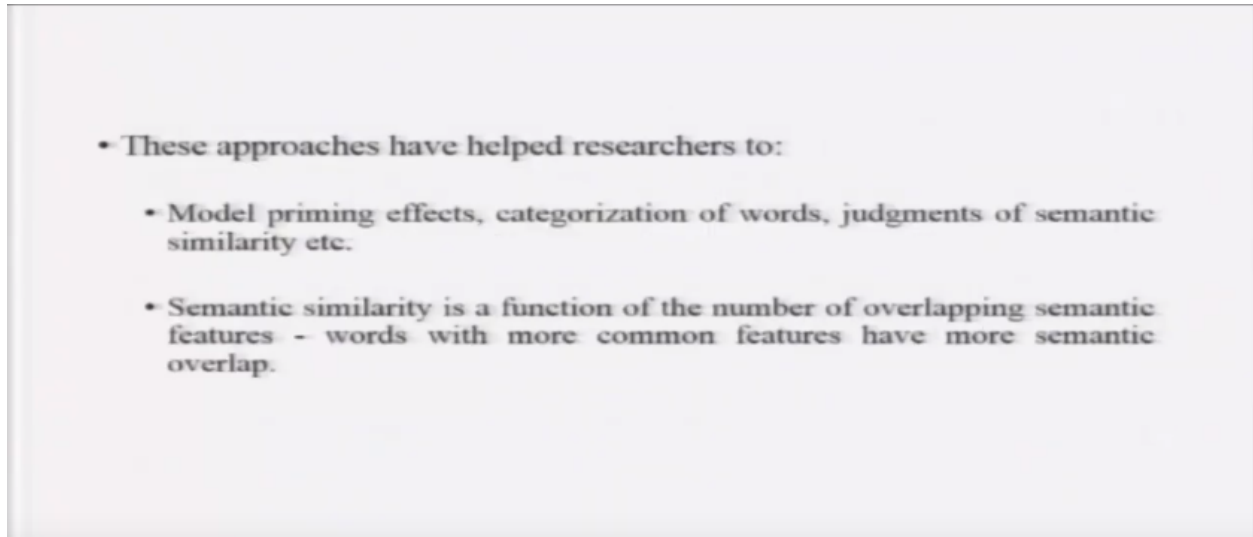 • These approaches have helped researchers to:
• Model priming effects, categorization of words, judgments of semantic
similarity etc.
• Semantic similarity is a function of the number of overlapping semantic
features - words with more common features have more semantic
overlap.